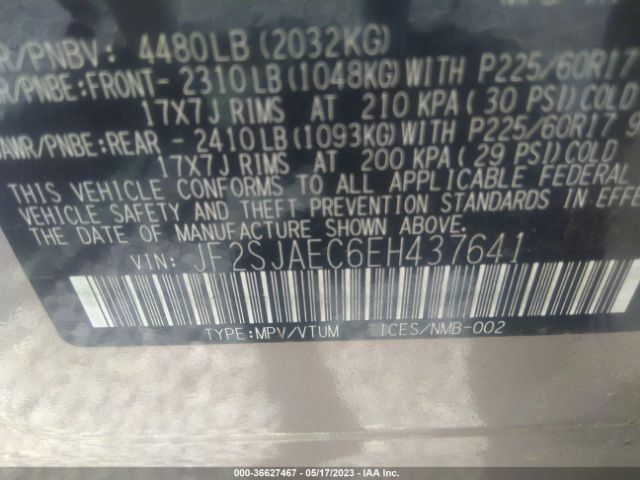 R/PNBV: 4480LB (2032KG)
R/PNBE:FRONT- 2310LB(1048KG)WITH P225/60R17
17X7J RIMS AT 210 KPA(30 PSI)COLD
AWR/PNBE:REAR - 2410LB(1093KG)WITH P225/60R17 9
17X7J RIMS AT 200 KPA(29 PSI)COLD
THIS VEHICLE CONFORMS TO ALL APPLICABLE FEDERAL
VEHICLE SAFETY AND THEFT PREVENTION STANDARDS IN EFFE
THE DATE OF MANUFACTURE SHOWN ABOVE.
VIN: JF2SJAEC6EH437641
TYPE:MPV/VTUM ICES/NMB-002
000-36627467 - 05/17/2023 - IAA Inc.